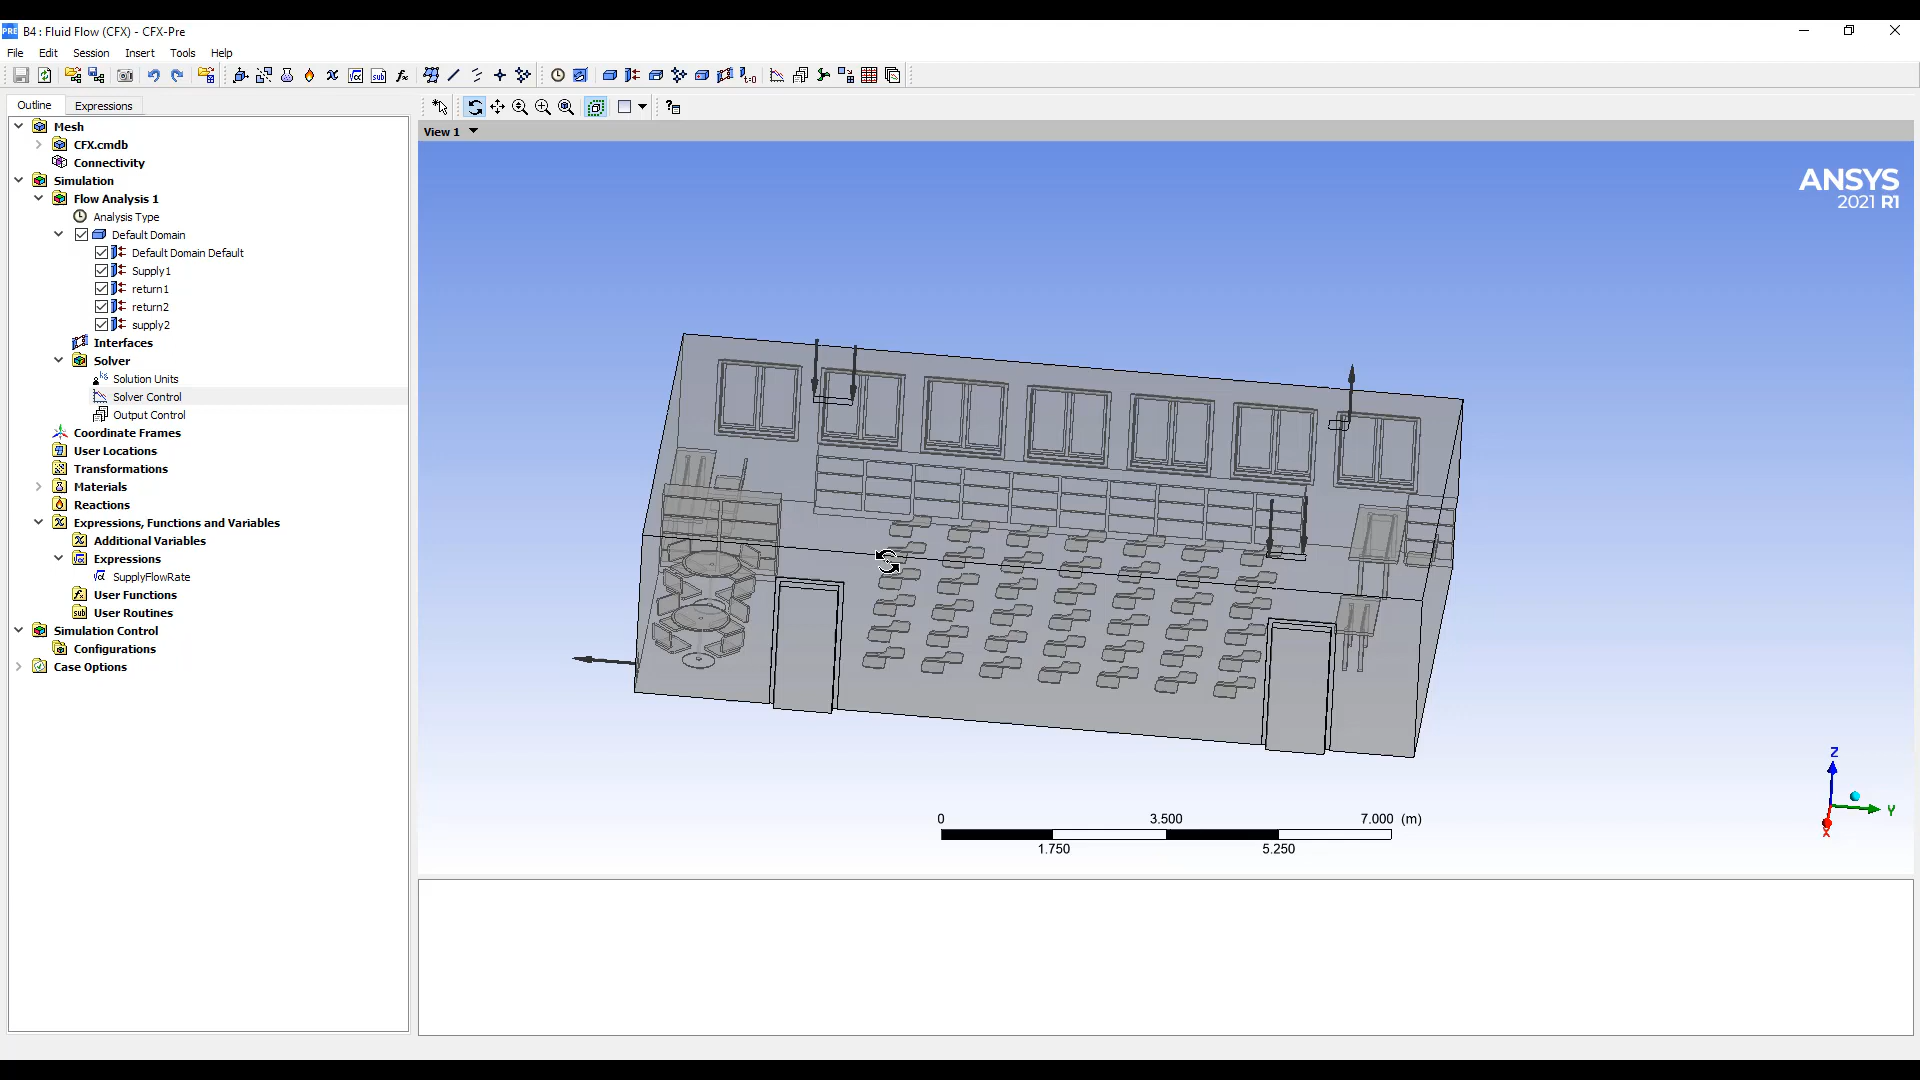 B4 : Fluid Flow (CFX) - CFX-Pre
File Edit Session Insert Tools Help
Outline Expressions
View 1
Mesh
CFX.cmdb
Connectivity
Simulation
Flow Analysis 1
Analysis Type
Default Domain
Default Domain Default
Supply1
return1
return2
supply2
Interfaces
Solver
Solution Units
Solver Control
Output Control
Coordinate Frames
User Locations
Transformations
Materials
Reactions
Expressions, Functions and Variables
Additional Variables
Expressions
SupplyFlowRate
User Functions
User Routines
Simulation Control
Configurations
Case Options
ANSYS
2021 R1
Z
Y
X
0 3.500 7.000 (m)
1.750 5.250